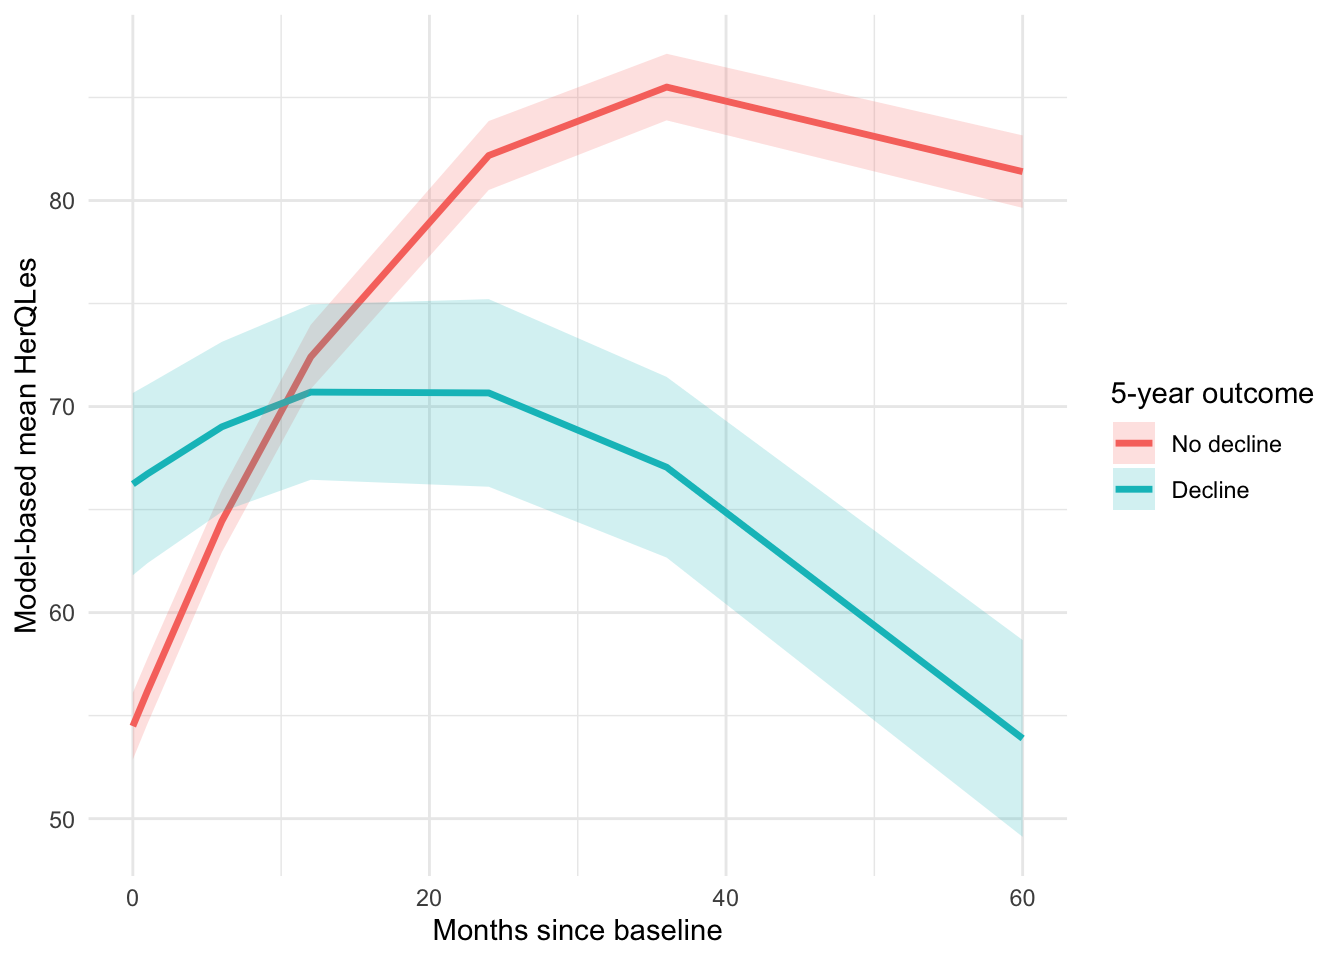 Model-based mean HerQLes
80
70
60
50
0
20
40
60
Months since baseline
5-year outcome
No decline
Decline